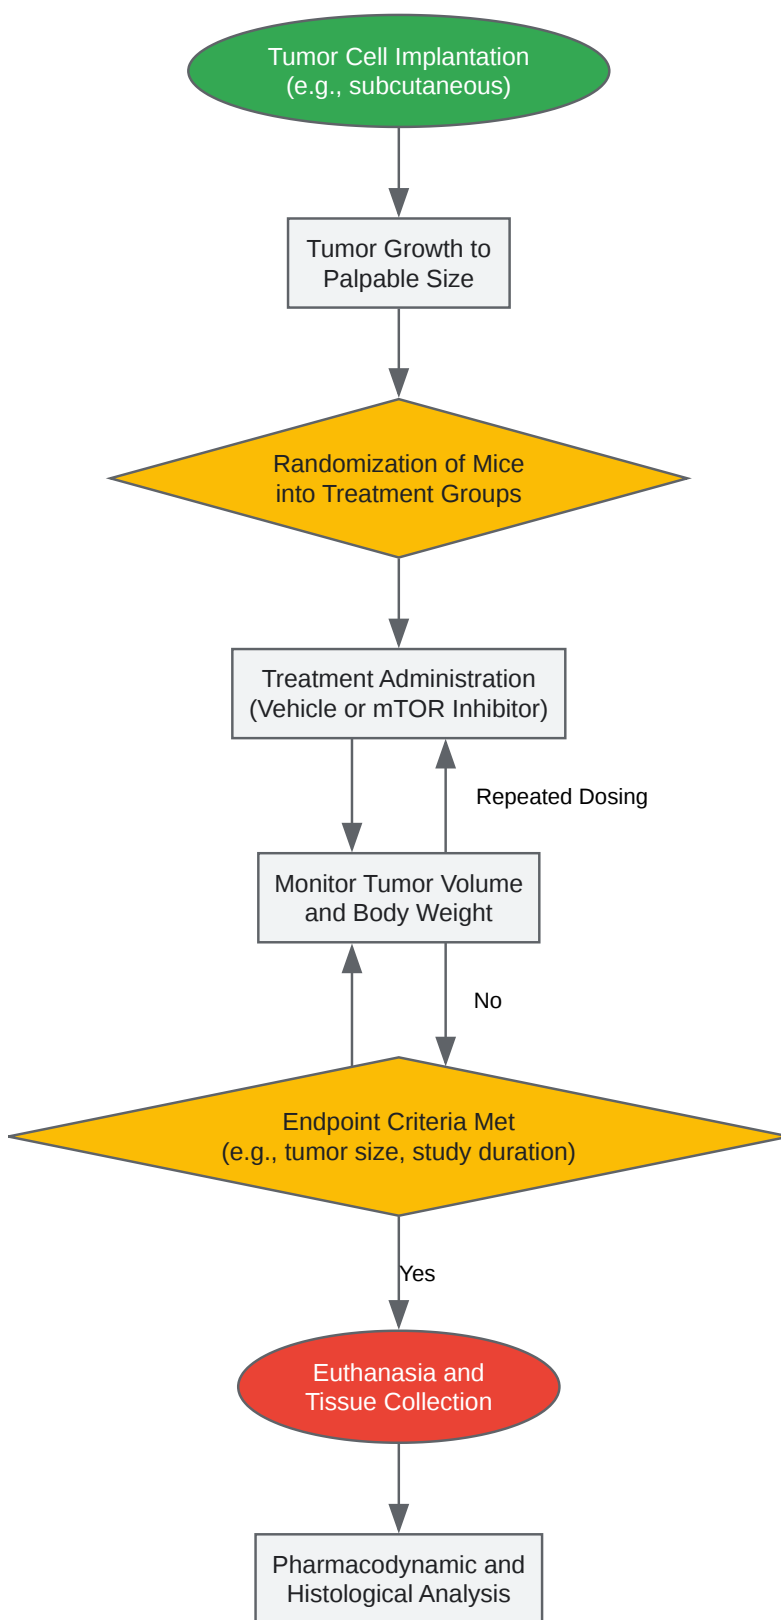 Tumor Cell Implantation
(e.g., subcutaneous)
Tumor Growth to
Palpable Size
Randomization of Mice
into Treatment Groups
Treatment Administration
(Vehicle or mTOR Inhibitor)
Repeated Dosing
Monitor Tumor Volume
and Body Weight
No
Endpoint Criteria Met
(e.g., tumor size, study duration)
Yes
Euthanasia and
Tissue Collection
Pharmacodynamic and
Histological Analysis